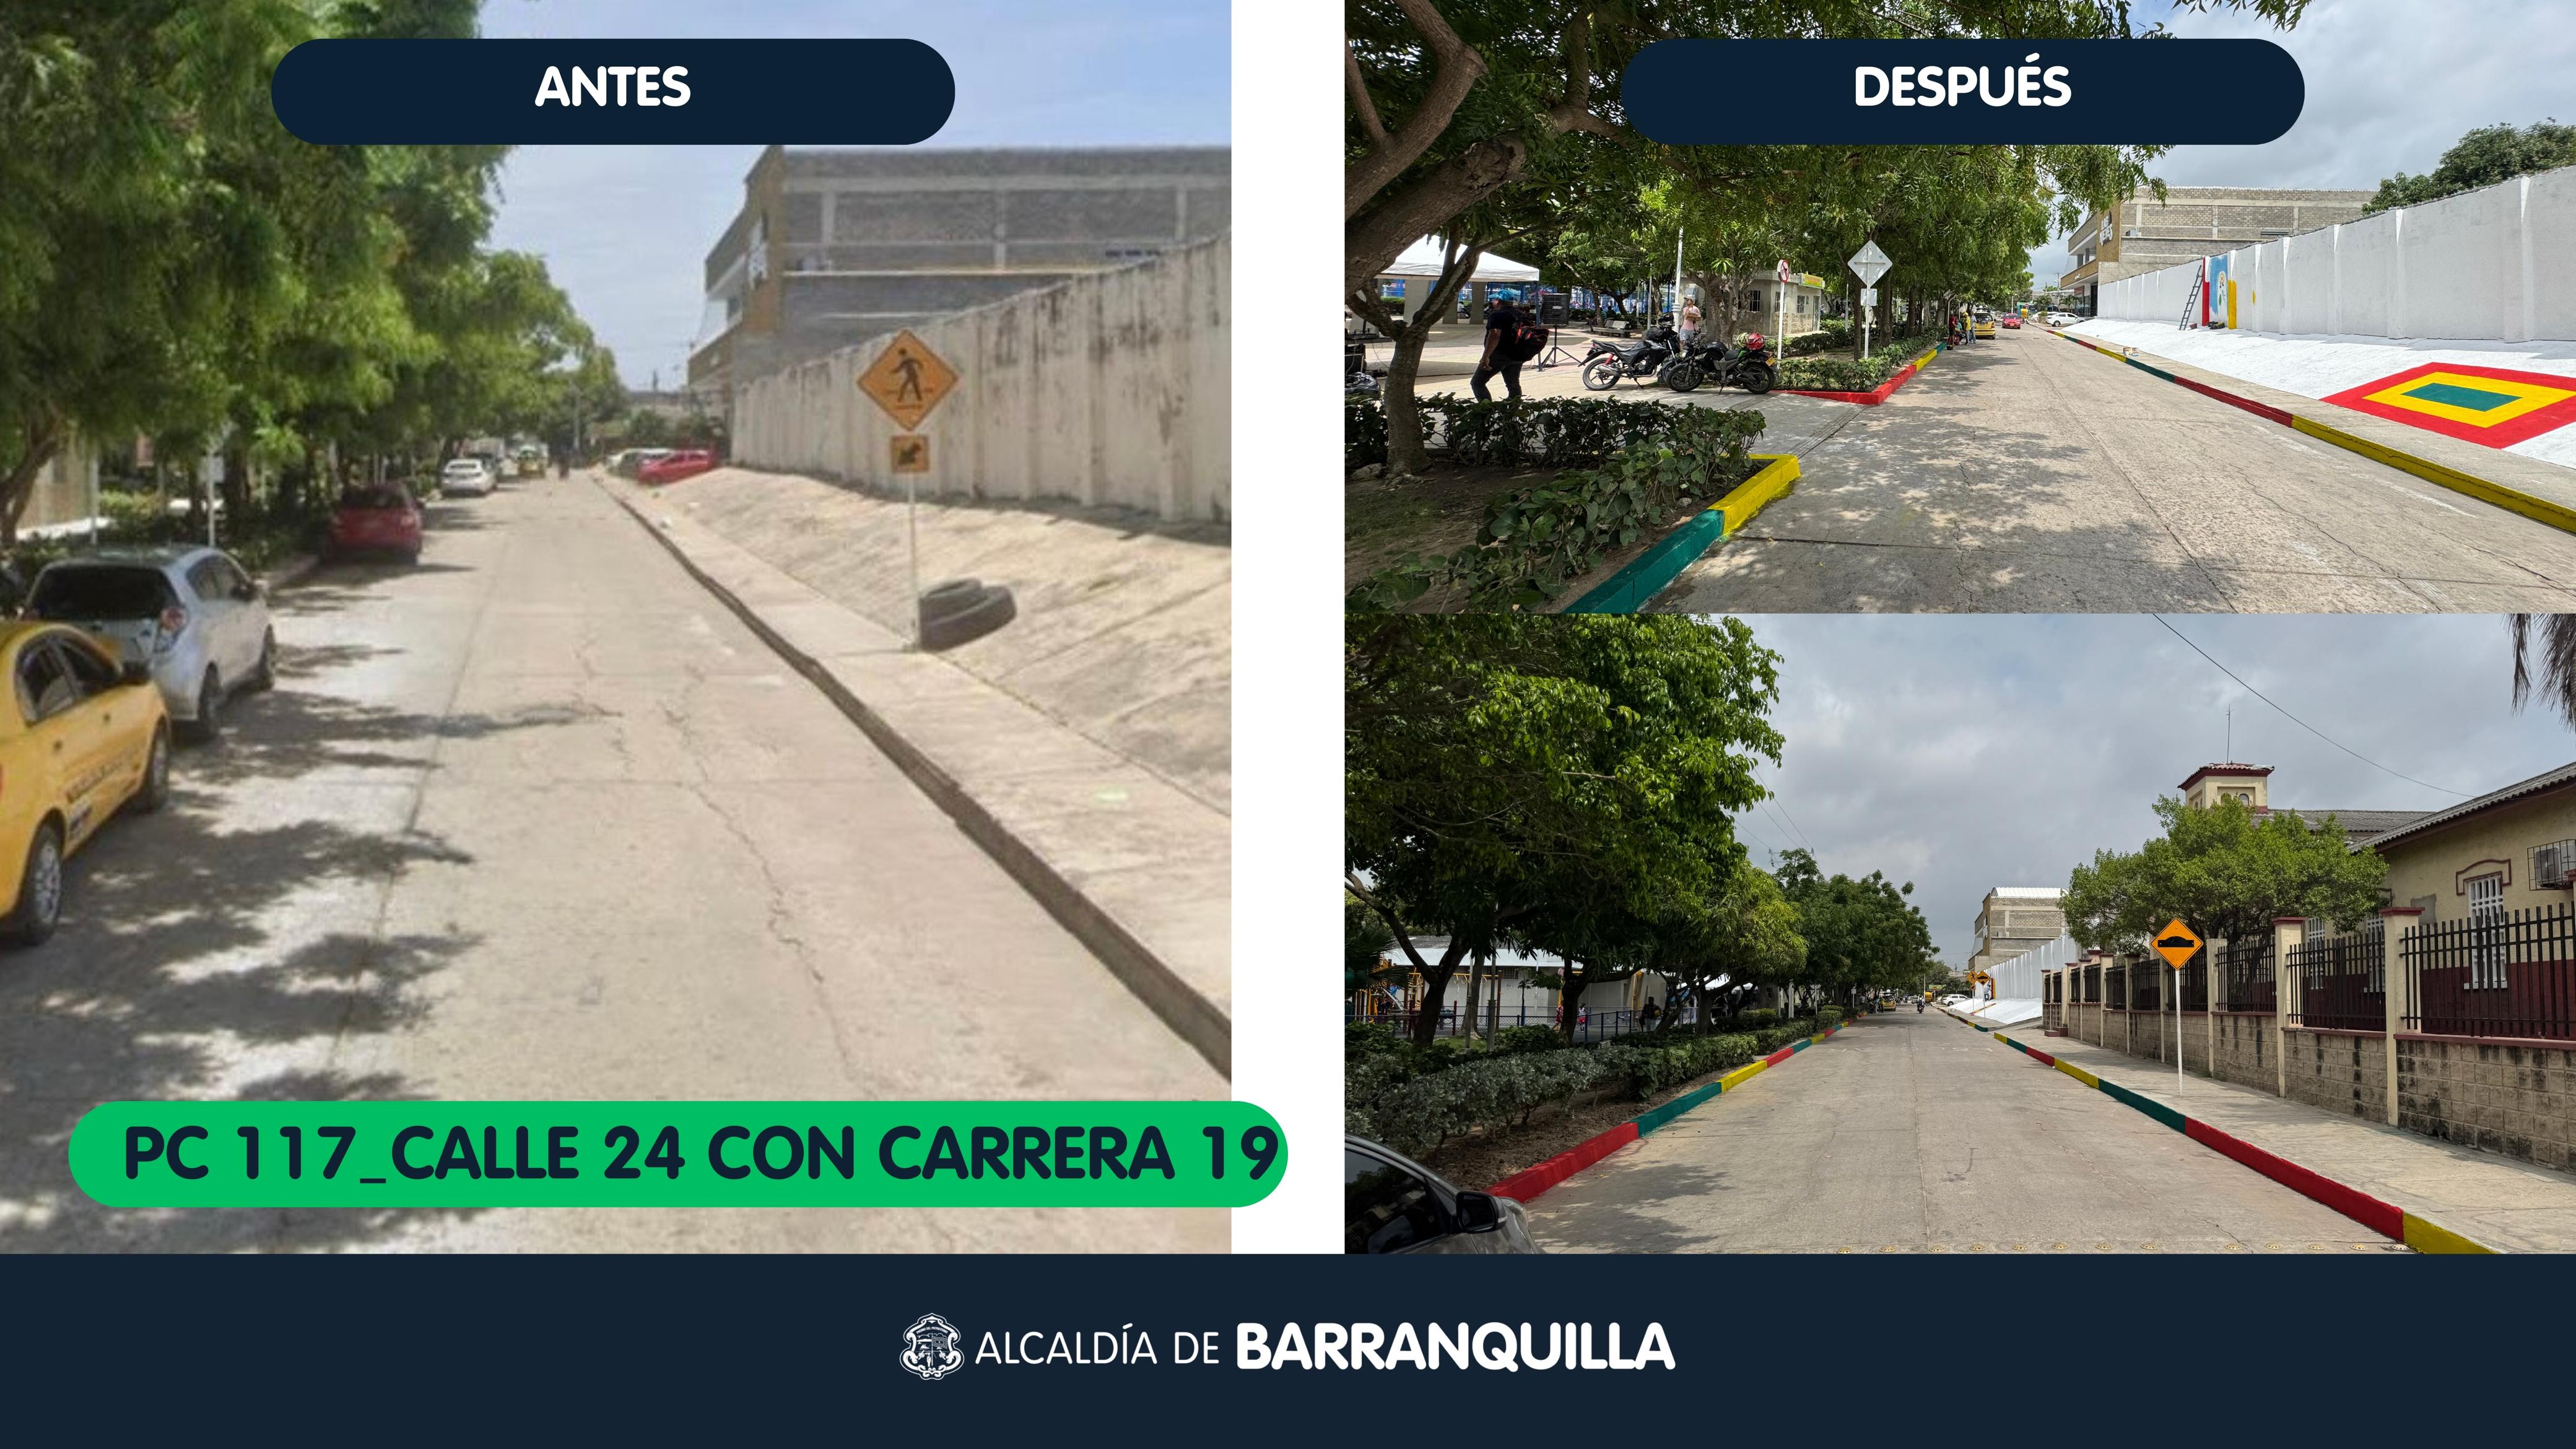 ANTES
DESPUÉS
PC 117_CALLE 24 CON CARRERA 19
ALCALDÍA DE BARRANQUILLA